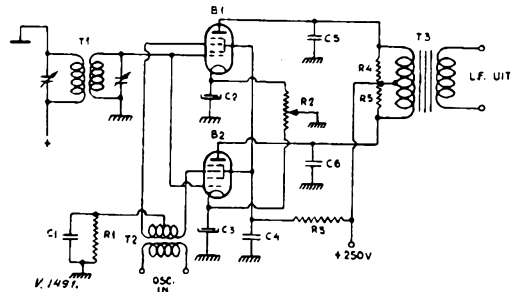 B1
T1
T3
C5
R4
R5
L.F. UIT
C2
R2
B2
C6
C1
R1
T2
C3
C4
R3
+
+ 250V
OSC.
IN
V. 1491.